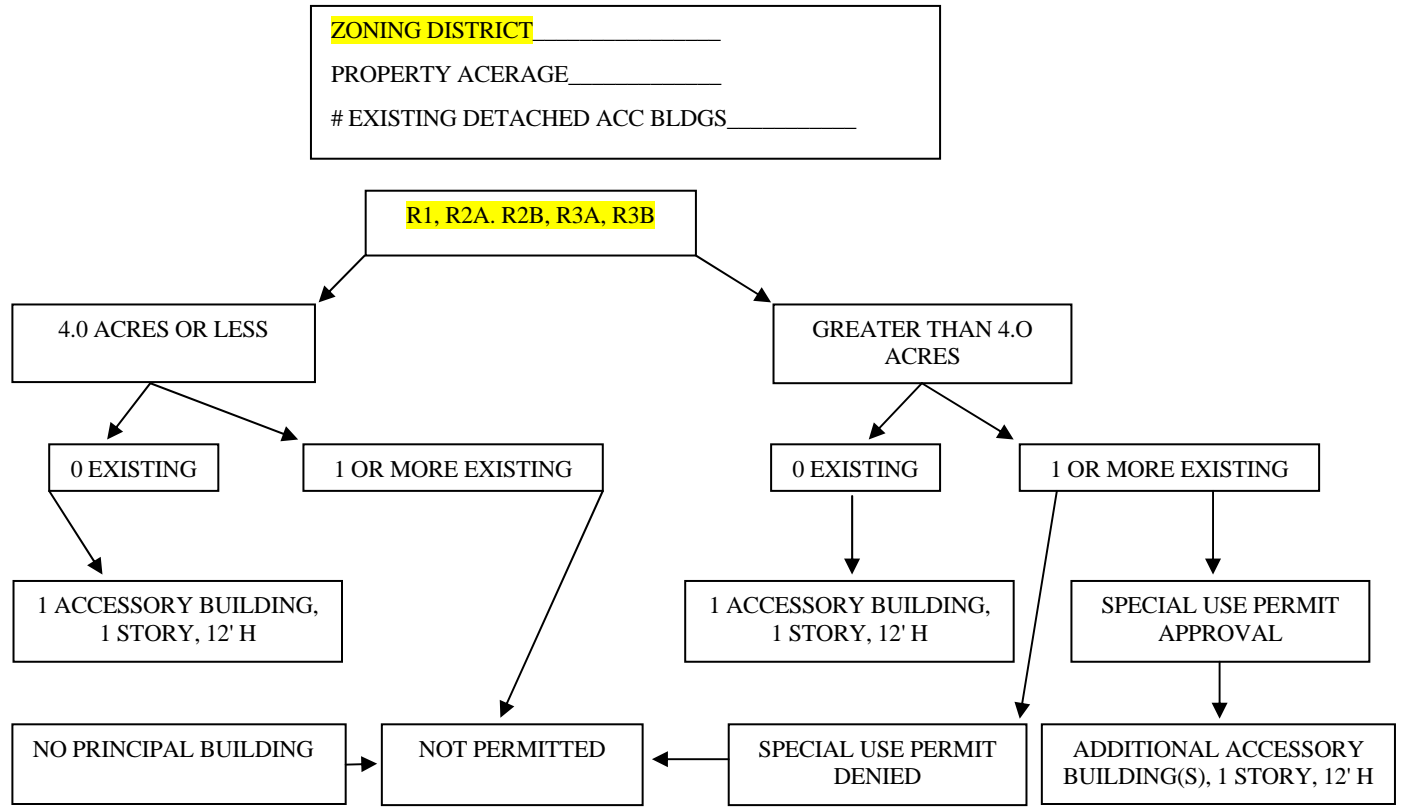 ZONING DISTRICT________________
PROPERTY ACERAGE_____________
# EXISTING DETACHED ACC BLDGS___________
R1, R2A. R2B, R3A, R3B
4.0 ACRES OR LESS
GREATER THAN 4.O
ACRES
0 EXISTING
1 OR MORE EXISTING
0 EXISTING
1 OR MORE EXISTING
1 ACCESSORY BUILDING,
1 STORY, 12' H
1 ACCESSORY BUILDING,
1 STORY, 12' H
SPECIAL USE PERMIT
APPROVAL
NO PRINCIPAL BUILDING
NOT PERMITTED
SPECIAL USE PERMIT
DENIED
ADDITIONAL ACCESSORY
BUILDING(S), 1 STORY, 12' H